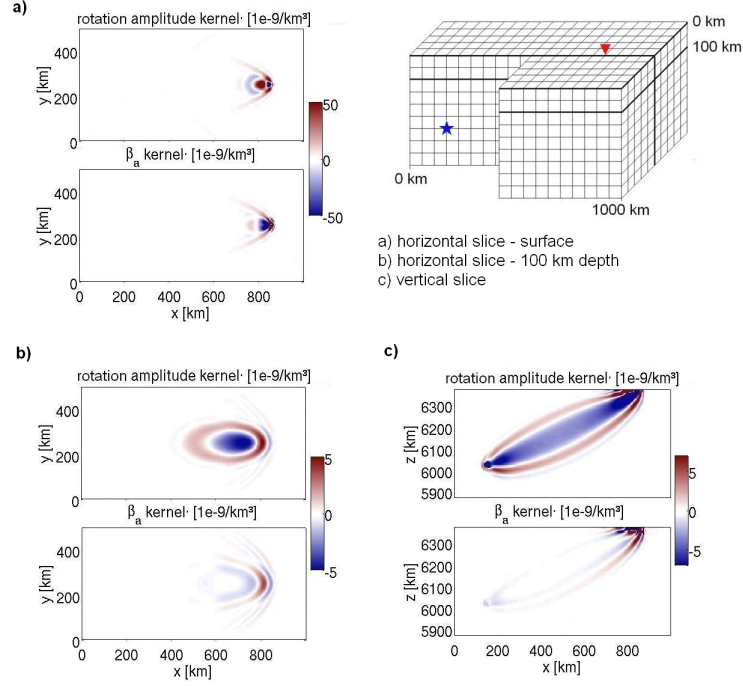 a)
rotation amplitude kernel· [1e-9/km³]
400
200
0
y [km]
βa kernel· [1e-9/km³]
400
200
0
y [km]
0 200 400 600 800
x [km]
50
0
-50
0 km
100 km
0 km
1000 km
a) horizontal slice - surface
b) horizontal slice - 100 km depth
c) vertical slice
b)
rotation amplitude kernel· [1e-9/km³]
400
200
0
y [km]
βa kernel· [1e-9/km³]
400
200
0
y [km]
0 200 400 600 800
x [km]
5
0
-5
c)
rotation amplitude kernel· [1e-9/km³]
6300
6200
6100
6000
5900
z [km]
βa kernel· [1e-9/km³]
6300
6200
6100
6000
5900
z [km]
0 200 400 600 800
x [km]
5
0
-5